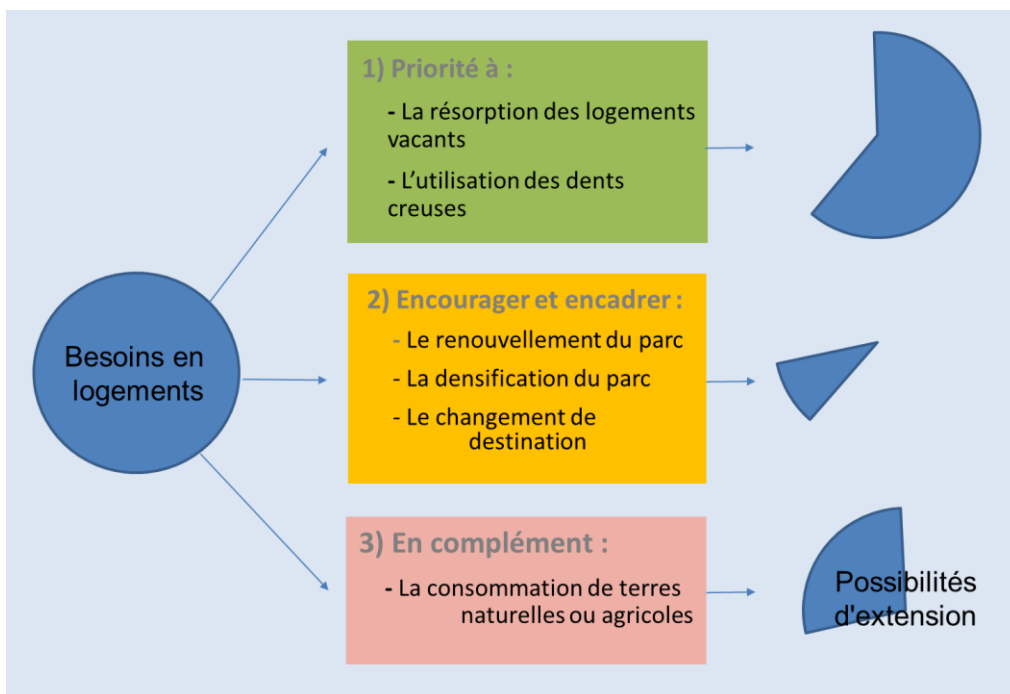 Besoins en
logements
1) Priorité à :
- La résorption des logements
vacants
- L'utilisation des dents
creuses
2) Encourager et encadrer :
- Le renouvellement du parc
- La densification du parc
- Le changement de
destination
3) En complément :
- La consommation de terres
naturelles ou agricoles
Possibilités
d'extension